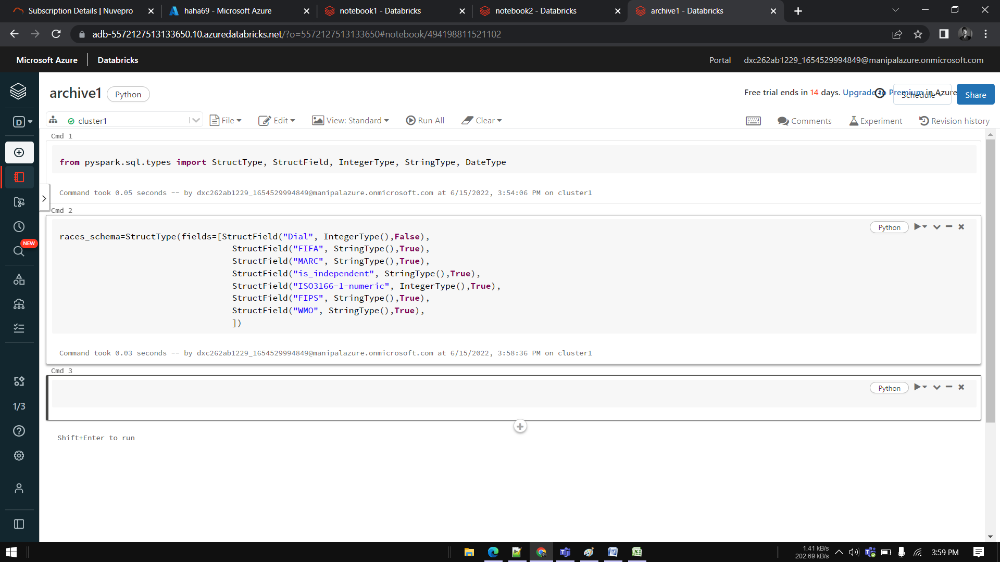 Subscription Details | Nuvepro
haha69 - Microsoft Azure
notebook1 - Databricks
notebook2 - Databricks
archive1 - Databricks
adb-5572127513133650.10.azuredatabricks.net/?o=5572127513133650#notebook/494198811521102
Microsoft Azure
Databricks
Portal
dxc262ab1229_1654529994849@manipalazure.onmicrosoft.com
archive1
Python
Free trial ends in 14 days. Upgrade to Premium in Azure
Schedule
Share
D
cluster1
File
Edit
View: Standard
Run All
Clear
Comments
Experiment
Revision history
Cmd 1
from pyspark.sql.types import StructType, StructField, IntegerType, StringType, DateType
Command took 0.05 seconds -- by dxc262ab1229_1654529994849@manipalazure.onmicrosoft.com at 6/15/2022, 3:54:06 PM on cluster1
Cmd 2
Python
races_schema=StructType(fields=[StructField("Dial", IntegerType(),False),
StructField("FIFA", StringType(),True),
StructField("MARC", StringType(),True),
StructField("is_independent", StringType(),True),
StructField("ISO3166-1-numeric", IntegerType(),True),
StructField("FIPS", StringType(),True),
StructField("WMO", StringType(),True),
])
Command took 0.03 seconds -- by dxc262ab1229_1654529994849@manipalazure.onmicrosoft.com at 6/15/2022, 3:58:36 PM on cluster1
Cmd 3
Python
Shift+Enter to run
NEW
1/3
1.41 kB/s
202.69 kB/s
3:59 PM